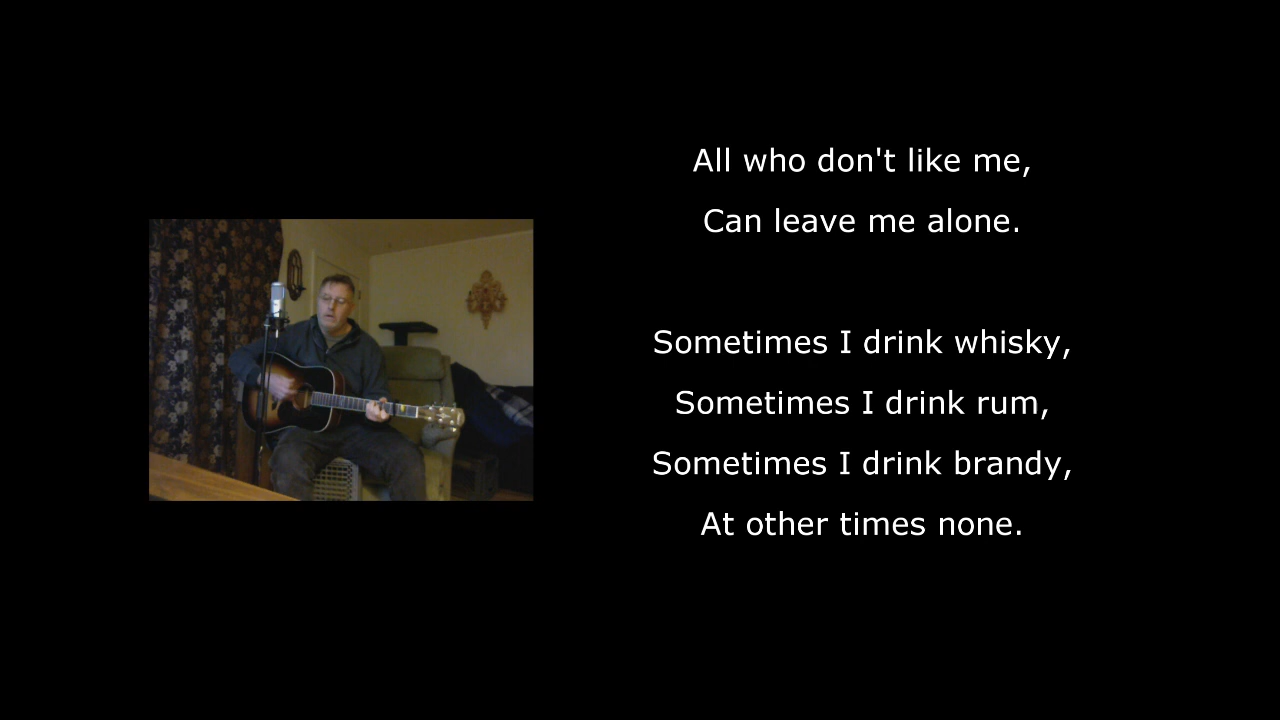 All who don't like me,
Can leave me alone.
Sometimes I drink whisky,
Sometimes I drink rum,
Sometimes I drink brandy,
At other times none.